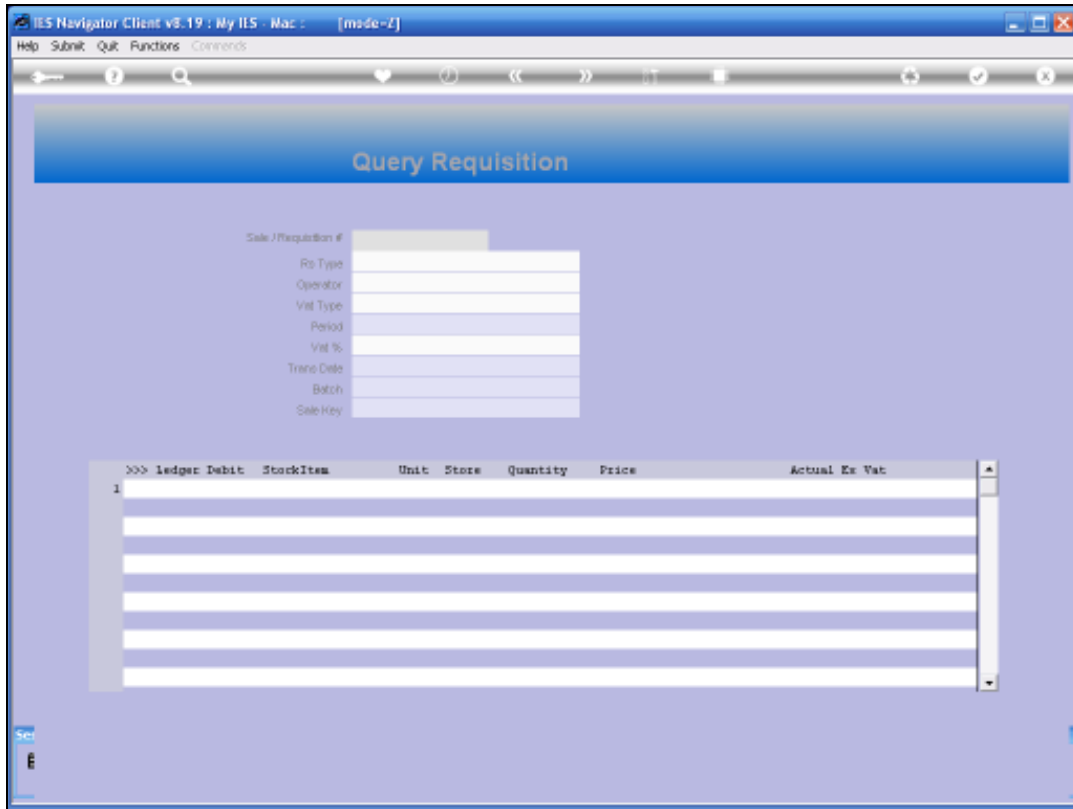 IES Navigator Client v8.19 : My IES - Mac : [mode=Z]
Help Submit Quit Functions Commands
Query Requisition
Sale / Requistion #
Rs Type
Operator
Vat Type
Period
Vat %
Trans Date
Batch
Sale Key
>>> Ledger Debit StockItem Unit Store Quantity Price Actual Ex Vat
1